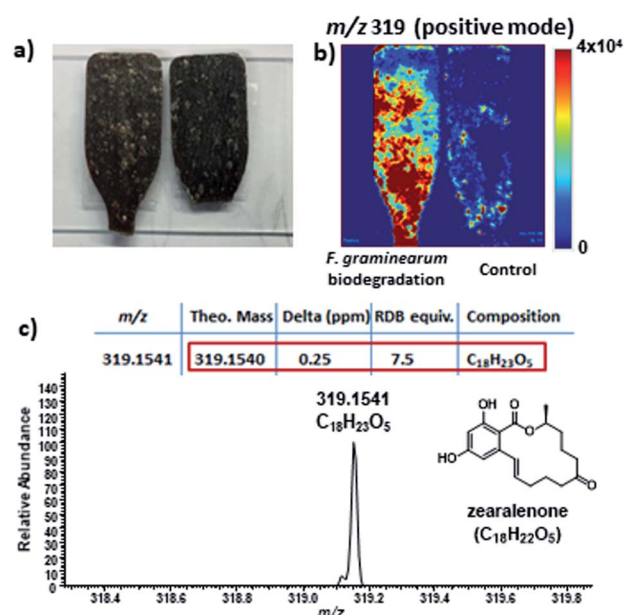 m/z 319 (positive mode)
a)
b)
4x10⁴
0
F. graminearum
biodegradation
Control
c)
m/z Theo. Mass Delta (ppm) RDB equiv. Composition
319.1541 319.1540 0.25 7.5 C₁₈H₂₃O₅
319.1541
C₁₈H₂₃O₅
Relative Abundance
140
130
120
110
100
90
80
70
60
50
40
30
20
10
0
318.4 318.6 318.8 319.0 319.2 319.4 319.6 319.8
m/z
OH
O
O
HO
O
zearalenone
(C₁₈H₂₂O₅)